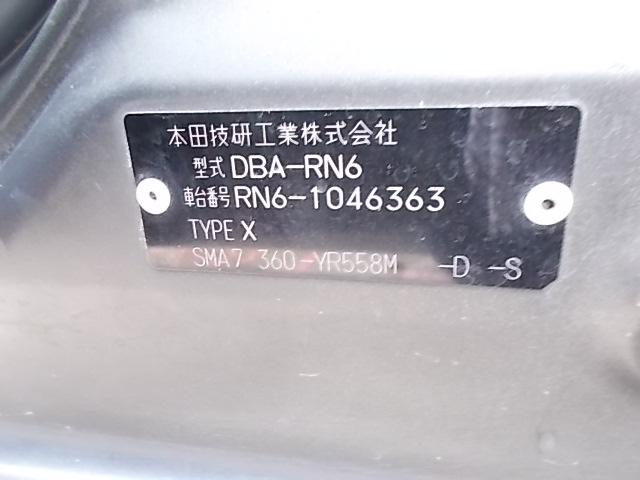 本田技研工業株式会社
型式 DBA-RN6
車台番号 RN6-1046363
TYPE X
SMA7 360-YR558M -D -S